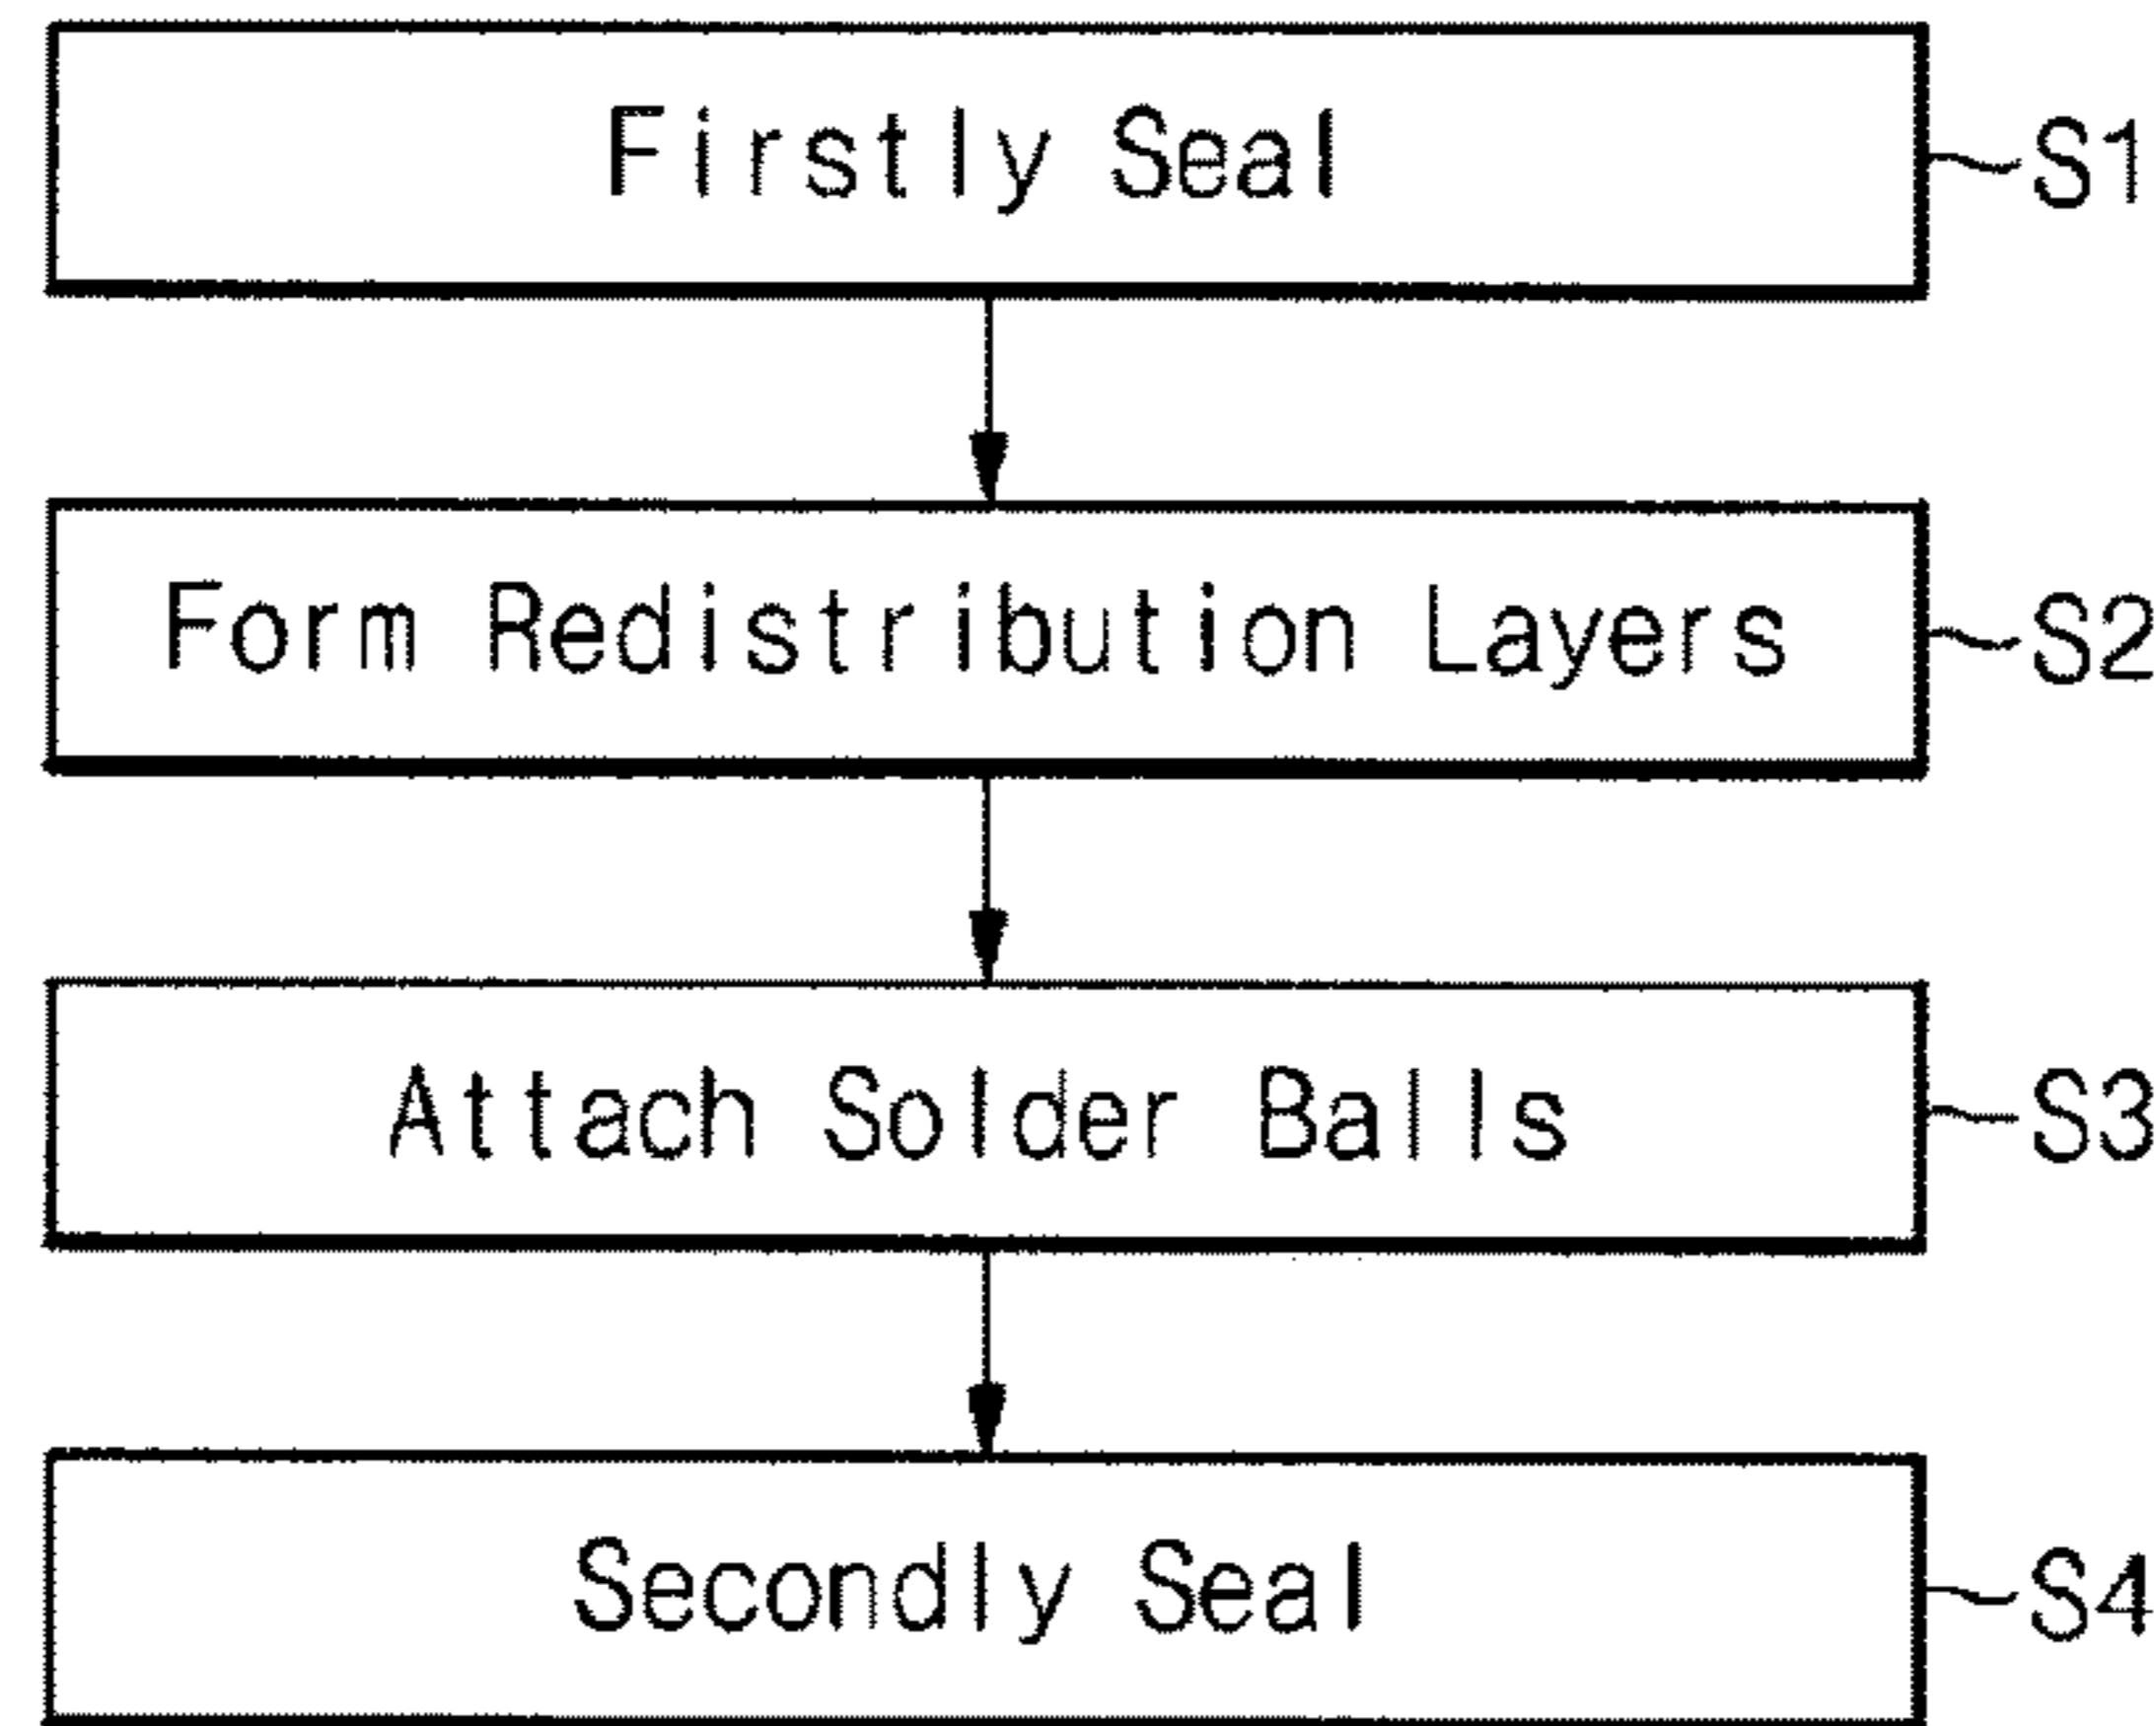 Firstly Seal
S1
Form Redistribution Layers
S2
Attach Solder Balls
S3
Secondly Seal
S4